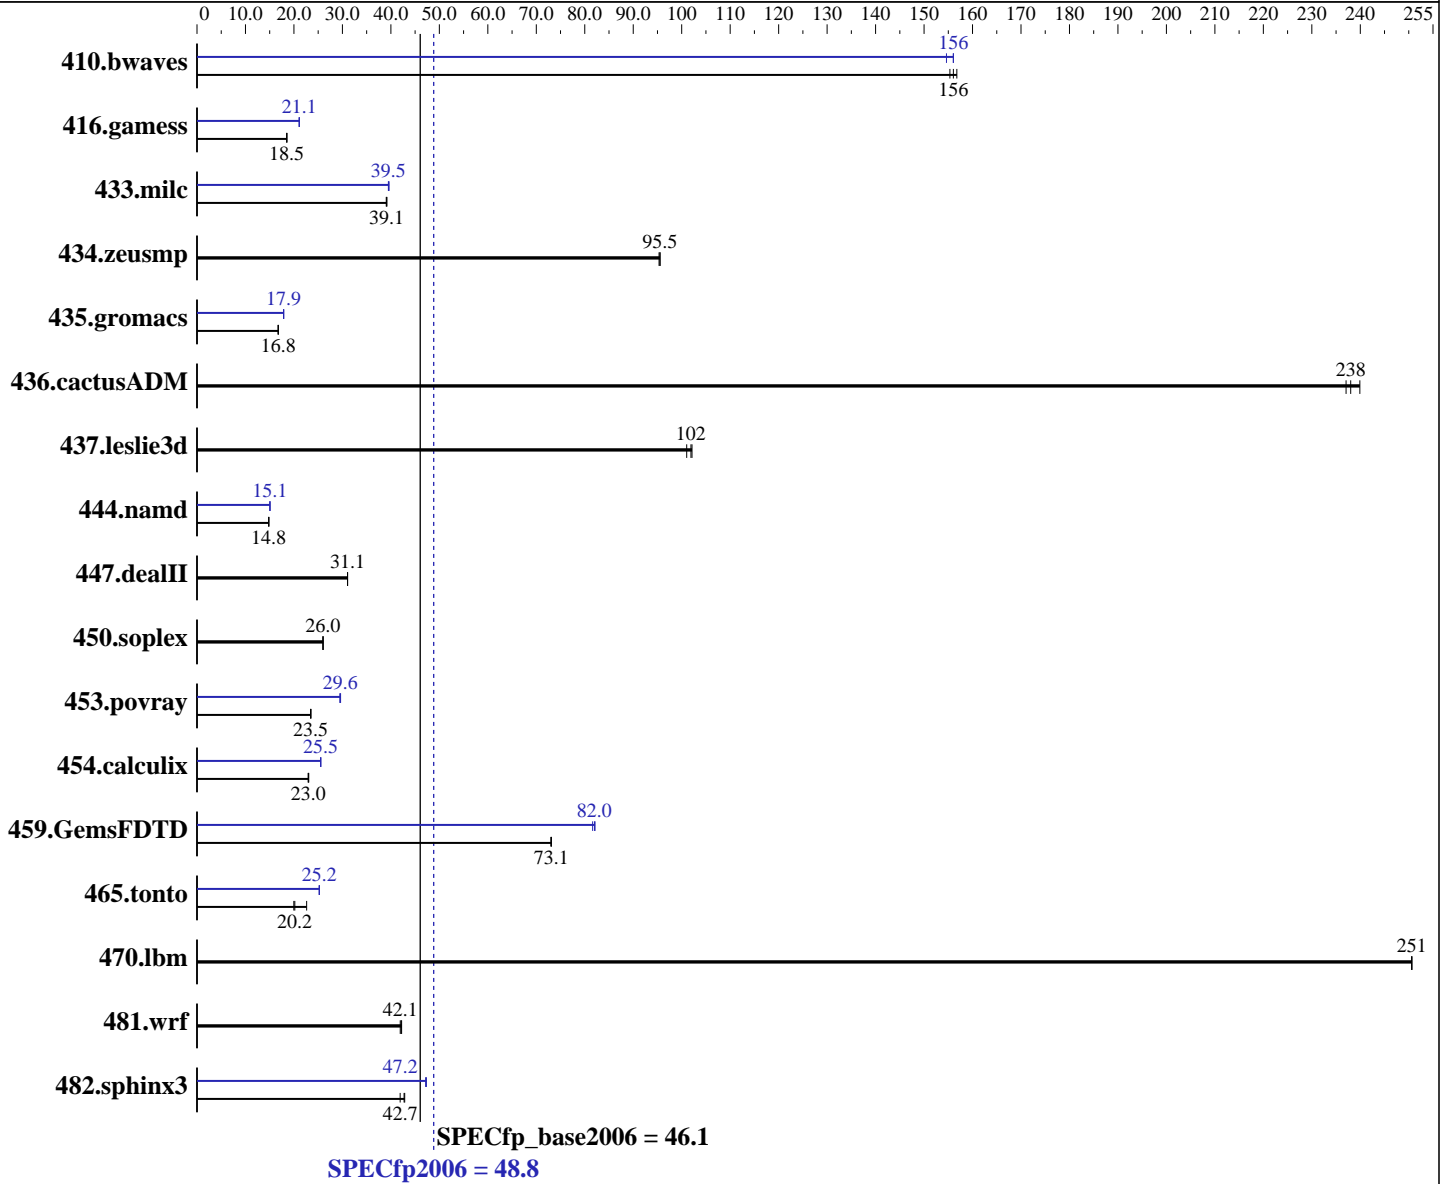 0 10.0 20.0 30.0 40.0 50.0 60.0 70.0 80.0 90.0 100 110 120 130 140 150 160 170 180 190 200 210 220 230 240 255
156
410.bwaves
156
21.1
416.gamess
18.5
39.5
433.milc
39.1
95.5
434.zeusmp
17.9
435.gromacs
16.8
238
436.cactusADM
102
437.leslie3d
15.1
444.namd
14.8
31.1
447.dealII
26.0
450.soplex
29.6
453.povray
23.5
25.5
454.calculix
23.0
82.0
459.GemsFDTD
73.1
25.2
465.tonto
20.2
251
470.lbm
42.1
481.wrf
47.2
482.sphinx3
42.7
SPECfp_base2006 = 46.1
SPECfp2006 = 48.8